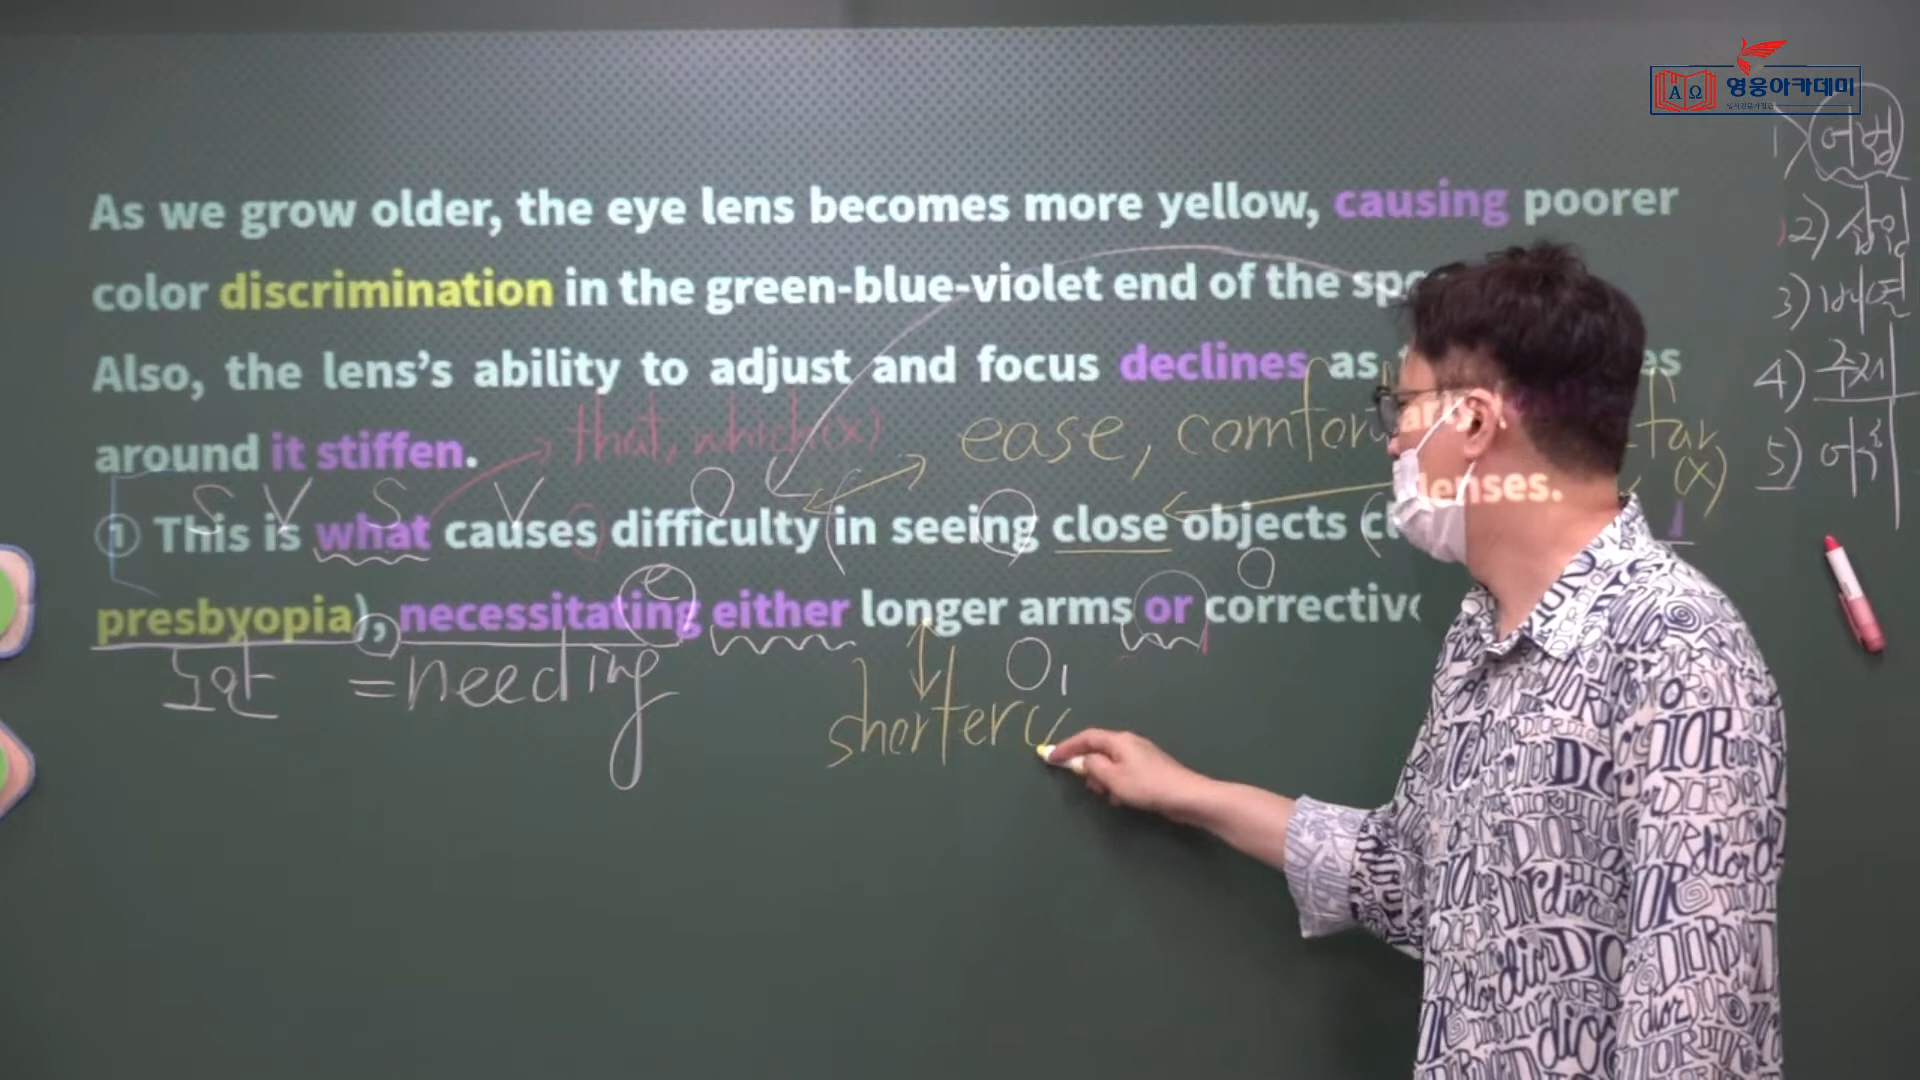 영웅아카데미
1) 어법
As we grow older, the eye lens becomes more yellow, causing poorer
2) 삽입
color discrimination in the green-blue-violet end of the
3)
Also, the lens's ability to adjust and focus declines as
4) 주제
that, which(x)
ease, comfort
far
(x)
around it stiffen.
5) 어휘
S V S V O
lenses.
① This is what causes difficulty in seeing close objects
presbyopia), necessitating either longer arms or
노안 =needing
O₁
shorter